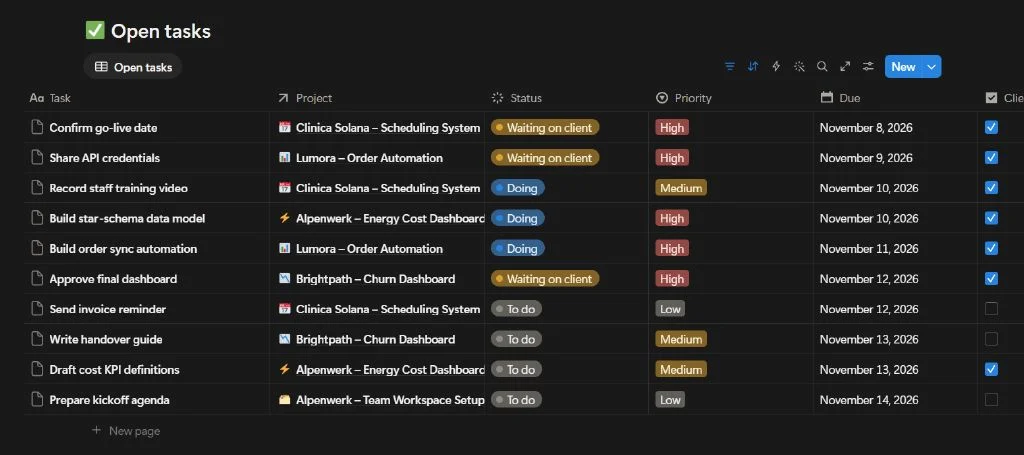 Open tasks
Open tasks
New
Aa Task Project Status Priority Due Clie
Confirm go-live date Clinica Solana – Scheduling System Waiting on client High November 8, 2026
Share API credentials Lumora – Order Automation Waiting on client High November 9, 2026
Record staff training video Clinica Solana – Scheduling System Doing Medium November 10, 2026
Build star-schema data model Alpenwerk – Energy Cost Dashboard Doing High November 10, 2026
Build order sync automation Lumora – Order Automation Doing High November 11, 2026
Approve final dashboard Brightpath – Churn Dashboard Waiting on client High November 12, 2026
Send invoice reminder Clinica Solana – Scheduling System To do Low November 12, 2026
Write handover guide Brightpath – Churn Dashboard To do Medium November 13, 2026
Draft cost KPI definitions Alpenwerk – Energy Cost Dashboard To do Medium November 13, 2026
Prepare kickoff agenda Alpenwerk – Team Workspace Setup To do Low November 14, 2026
+ New page